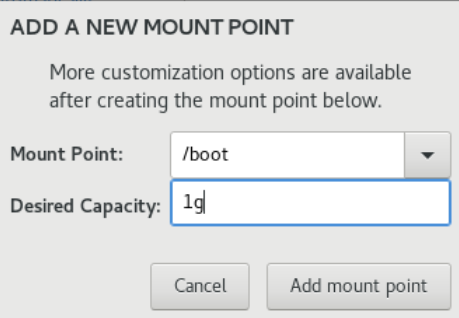 ADD A NEW MOUNT POINT
More customization options are available
after creating the mount point below.
Mount Point: /boot
Desired Capacity: 1g
Cancel Add mount point